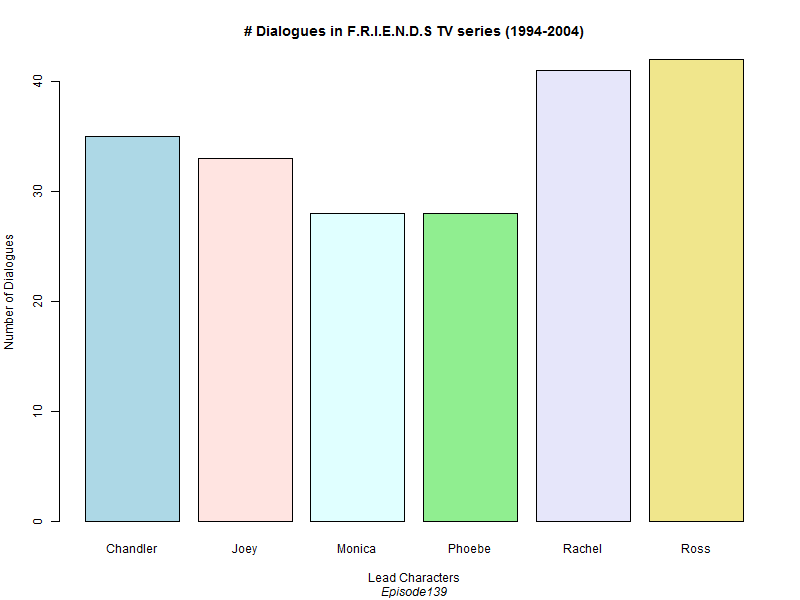 # Dialogues in F.R.I.E.N.D.S TV series (1994-2004)
Number of Dialogues
40
30
20
10
0
Chandler Joey Monica Phoebe Rachel Ross
Lead Characters
Episode139